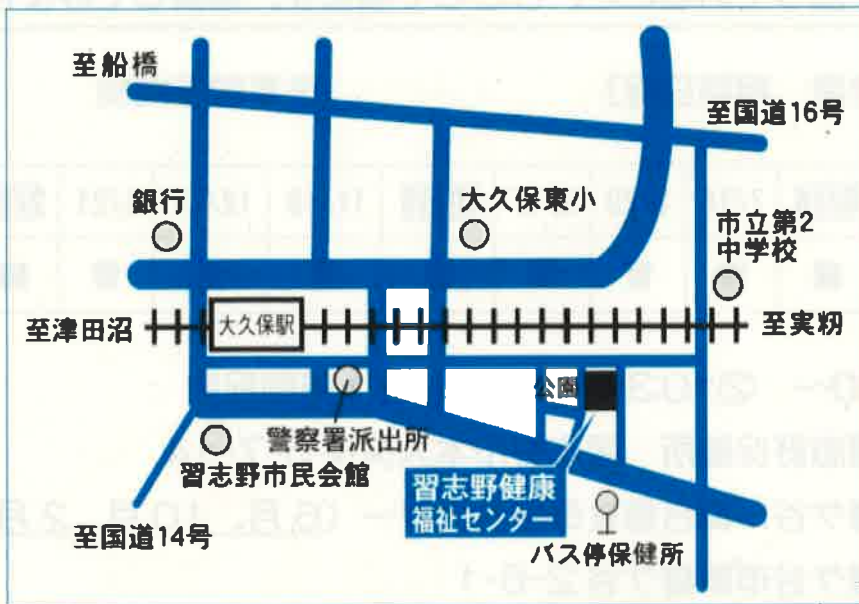 至船橋
至国道16号
銀行
大久保東小
市立第2
中学校
至津田沼
大久保駅
至実籾
公園
警察署派出所
習志野市民会館
習志野健康
福祉センター
至国道14号
バス停保健所